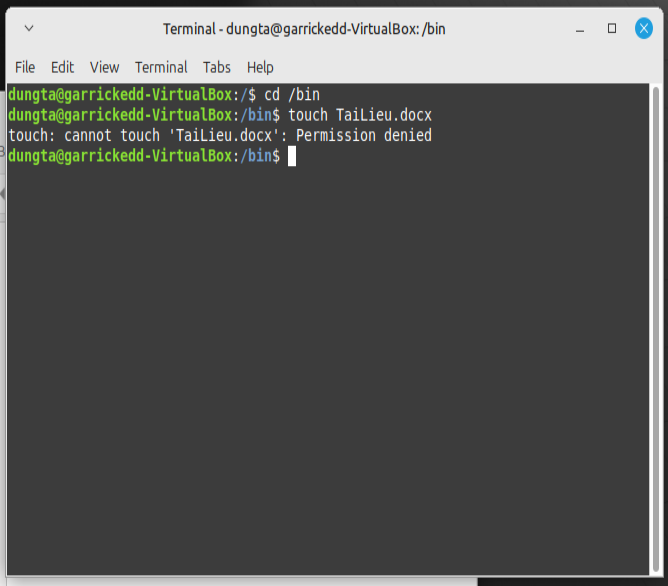 Terminal - dungta@garrickedd-VirtualBox: /bin
File Edit View Terminal Tabs Help
dungta@garrickedd-VirtualBox:/$ cd /bin
dungta@garrickedd-VirtualBox:/bin$ touch TaiLieu.docx
touch: cannot touch 'TaiLieu.docx': Permission denied
dungta@garrickedd-VirtualBox:/bin$